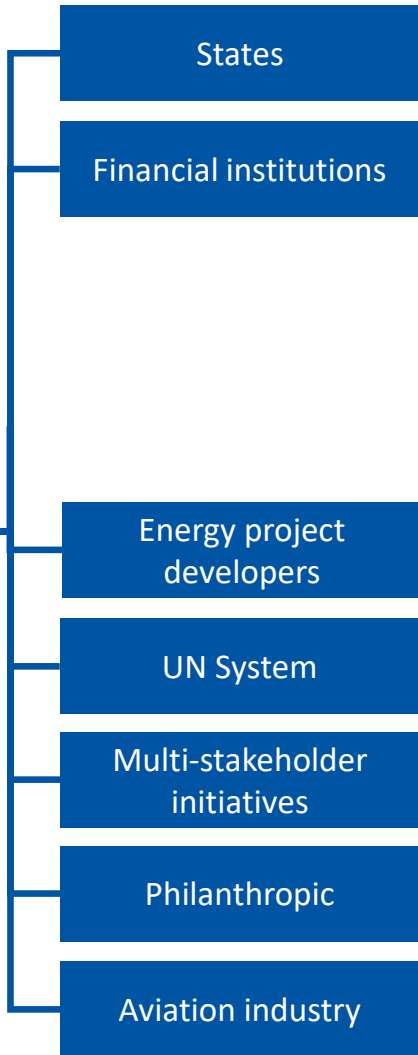 States
Financial institutions
Energy project
developers
UN System
Multi-stakeholder
initiatives
Philanthropic
Aviation industry